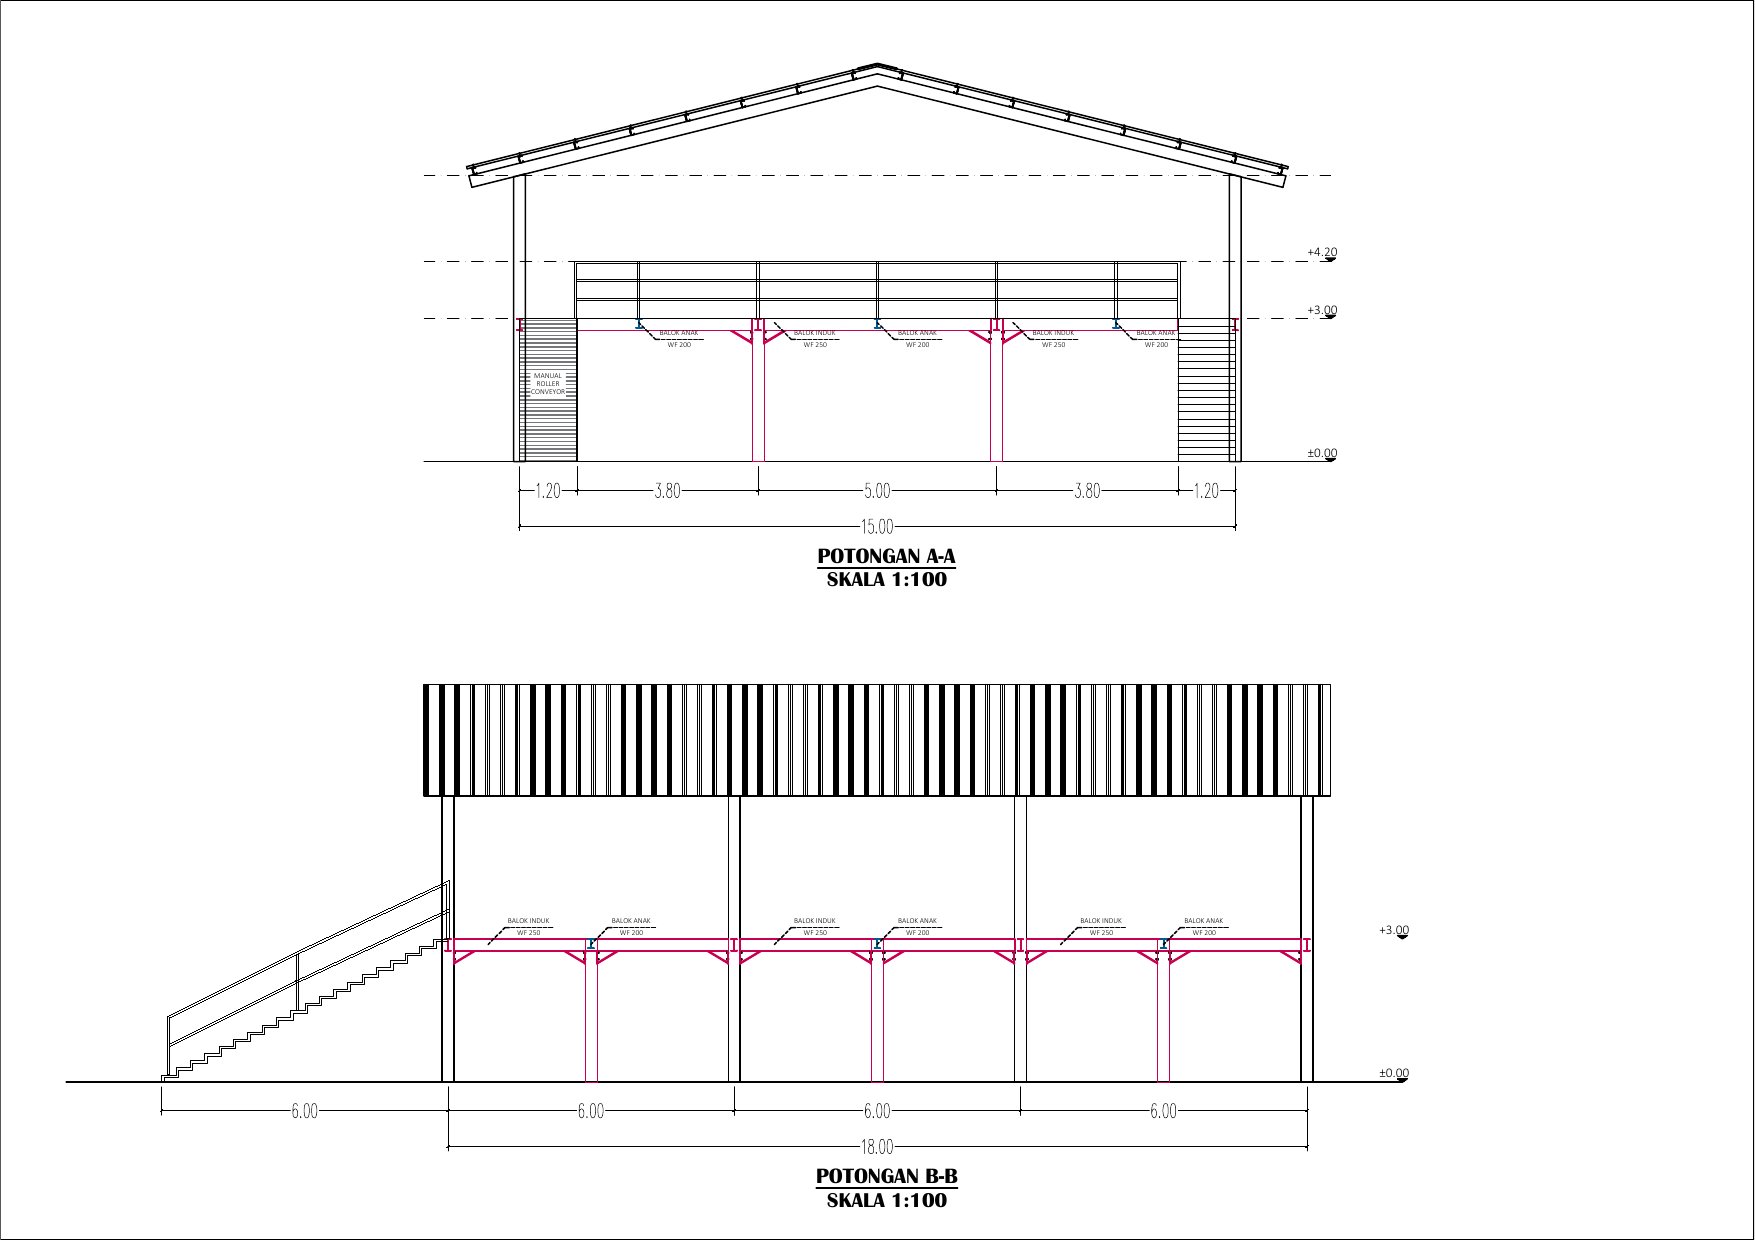 +4.20
+3.00
BALOK ANAK
WF 200
BALOK INDUK
WF 250
BALOK ANAK
WF 200
BALOK INDUK
WF 250
BALOK ANAK
WF 200
MANUAL
ROLLER
CONVEYOR
±0.00
1.20 3.80 5.00 3.80 1.20
15.00
POTONGAN A-A
SKALA 1:100
BALOK INDUK
WF 250
BALOK ANAK
WF 200
BALOK INDUK
WF 250
BALOK ANAK
WF 200
BALOK INDUK
WF 250
BALOK ANAK
WF 200
+3.00
±0.00
6.00 6.00 6.00 6.00
18.00
POTONGAN B-B
SKALA 1:100